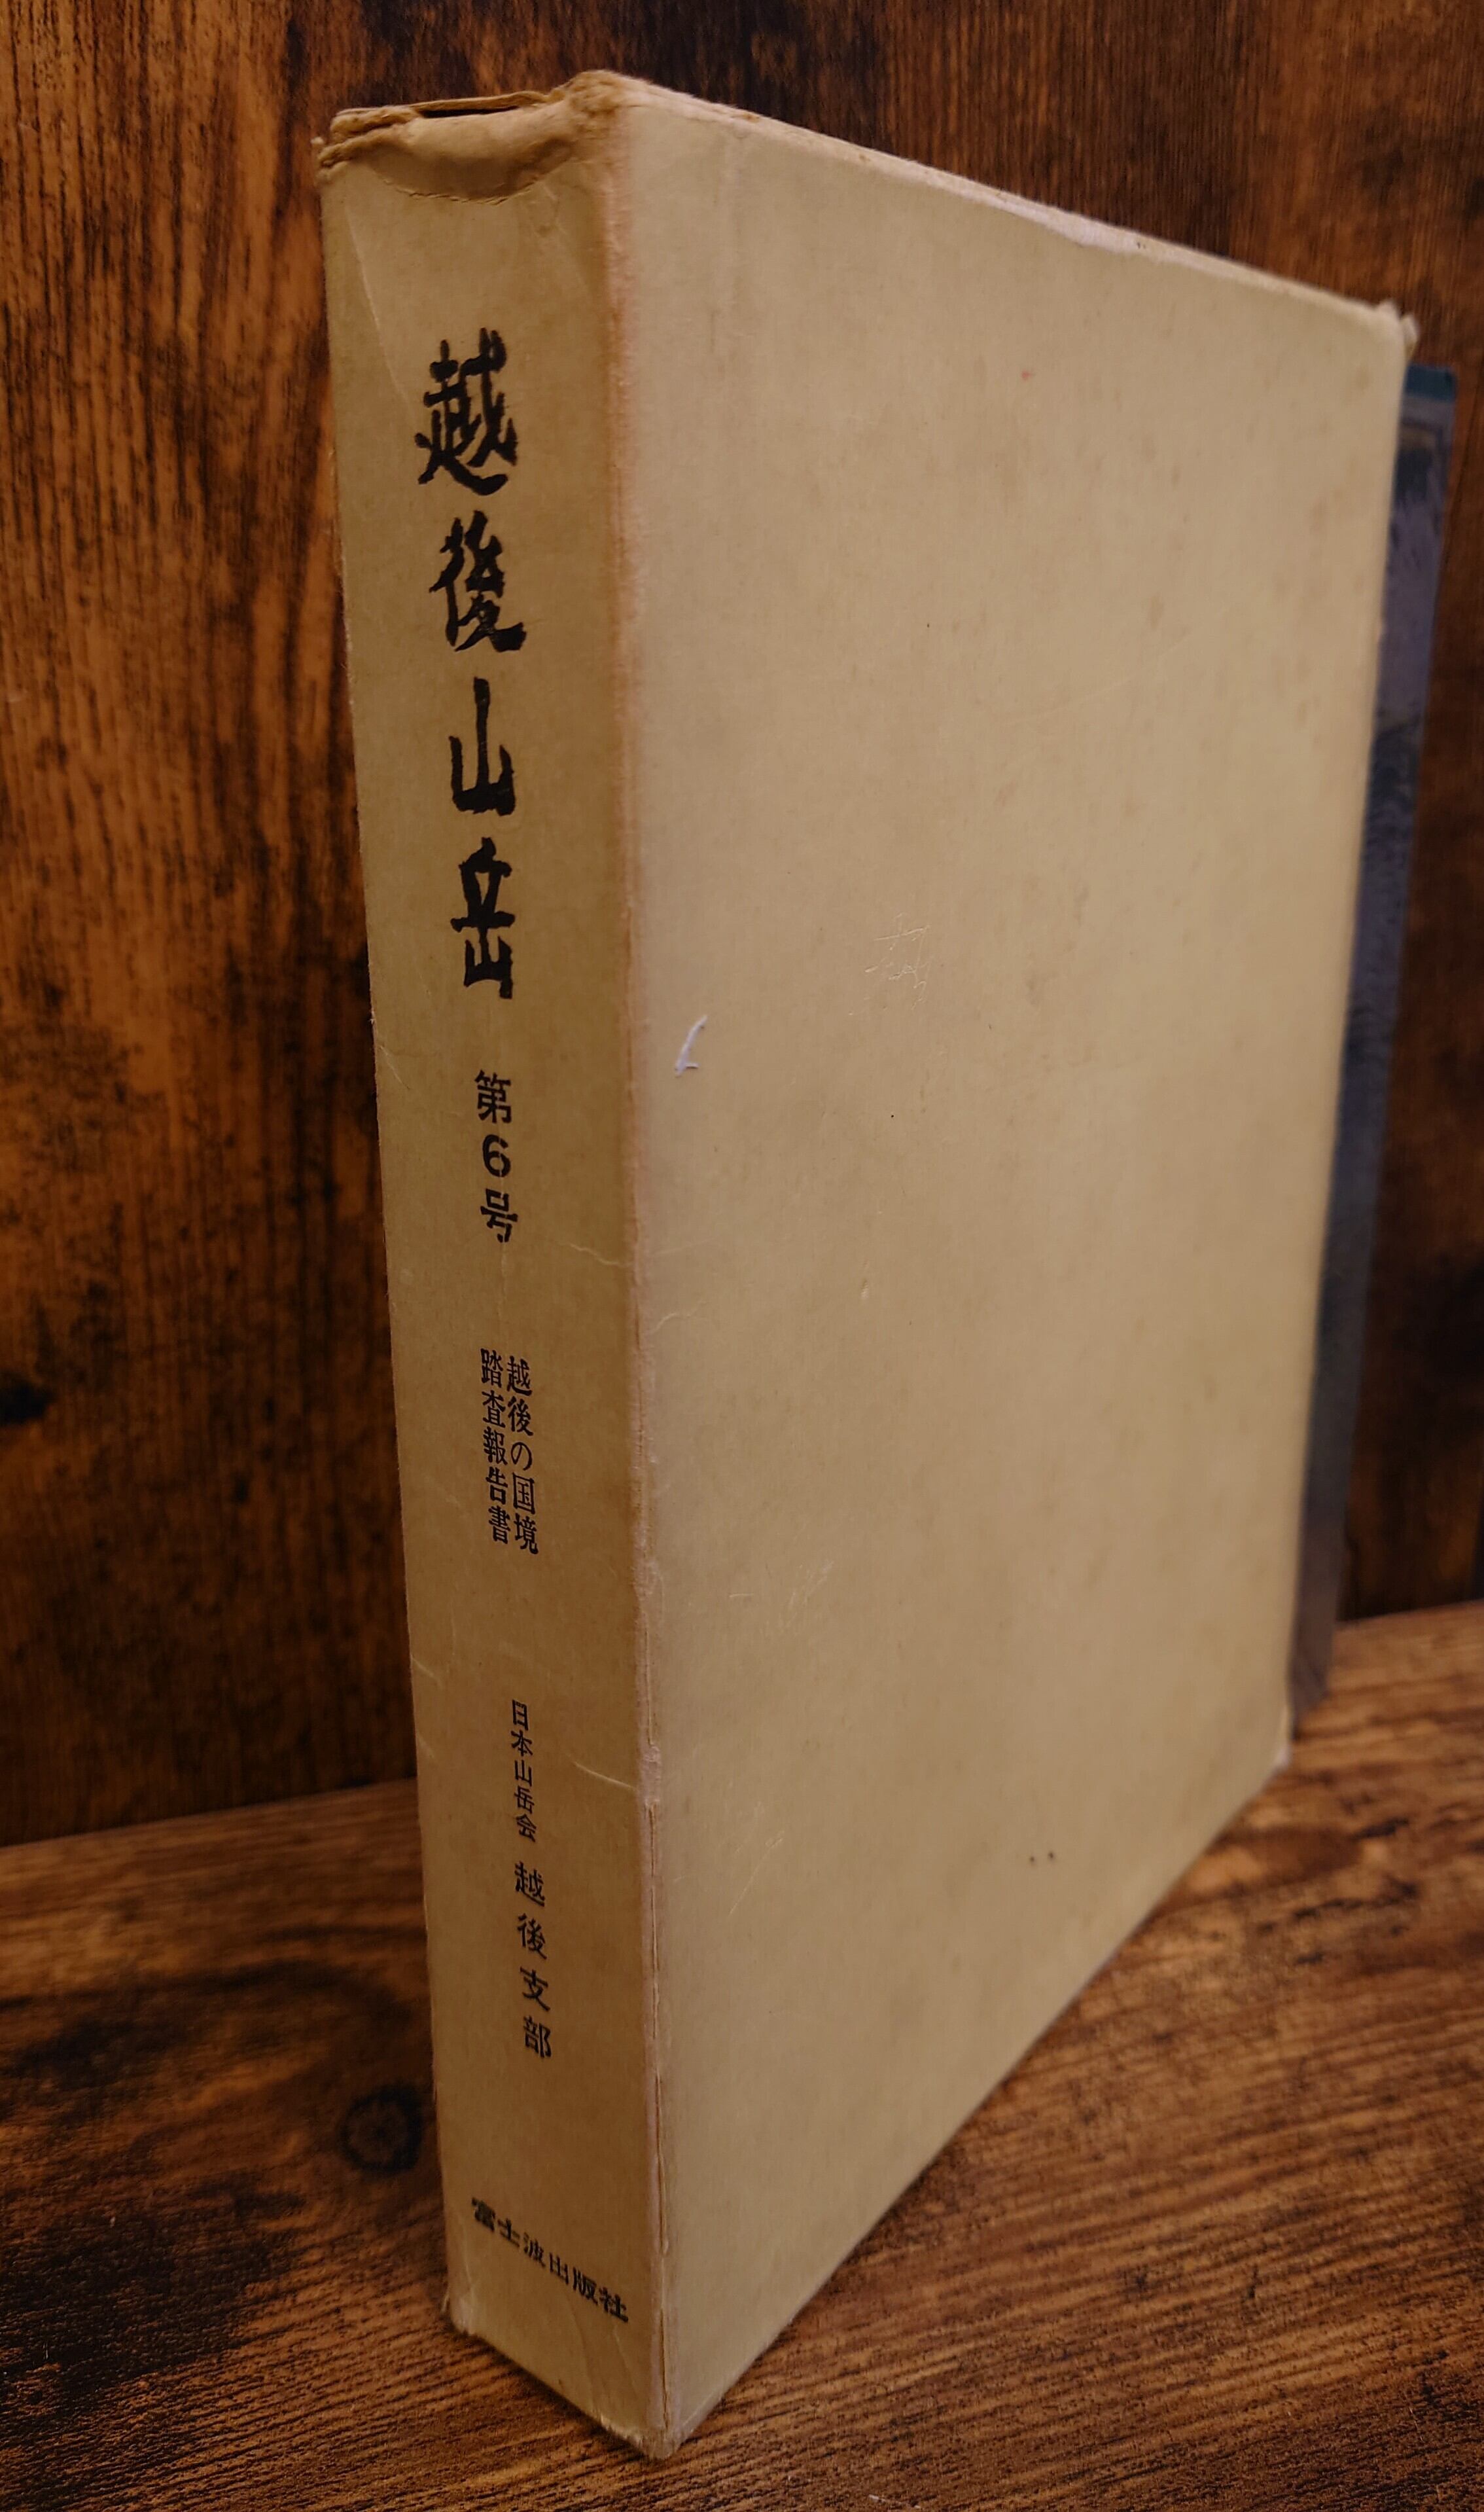 越後山岳
第6号
越後の国境
踏査報告書
日本山岳会 越後支部
富士波出版社